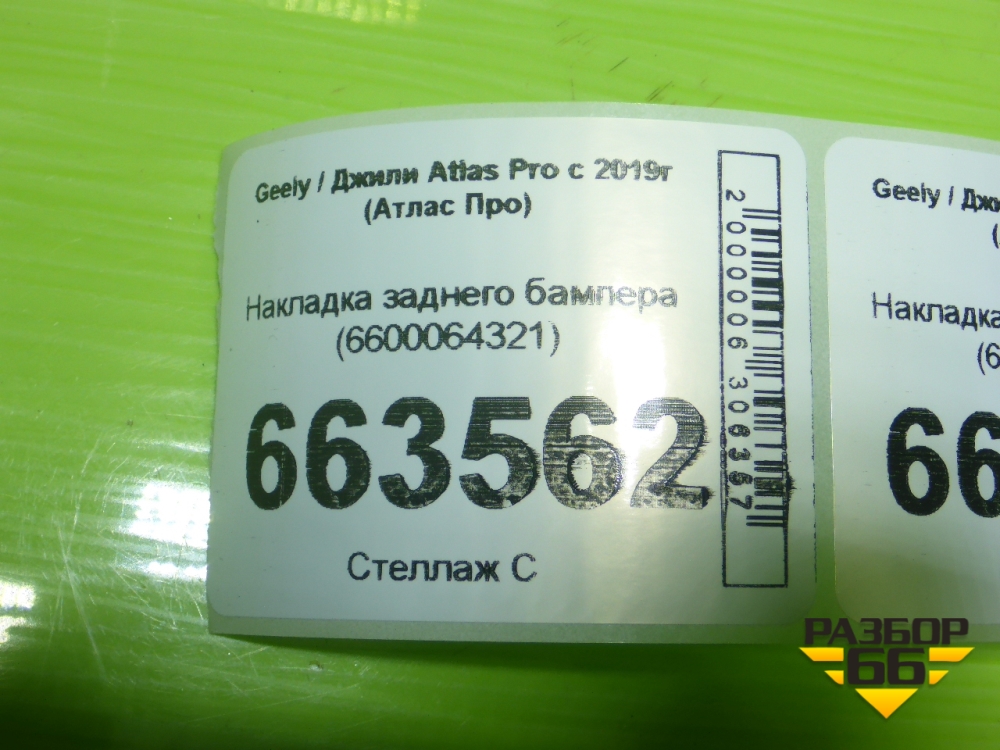 Geely / Джили Atlas Pro с 2019г
(Атлас Про)
Накладка заднего бампера
(6600064321)
663562
Стеллаж С
2000006306367
Geely / Джи
(
Накладка
(6
66
РАЗБОР
66